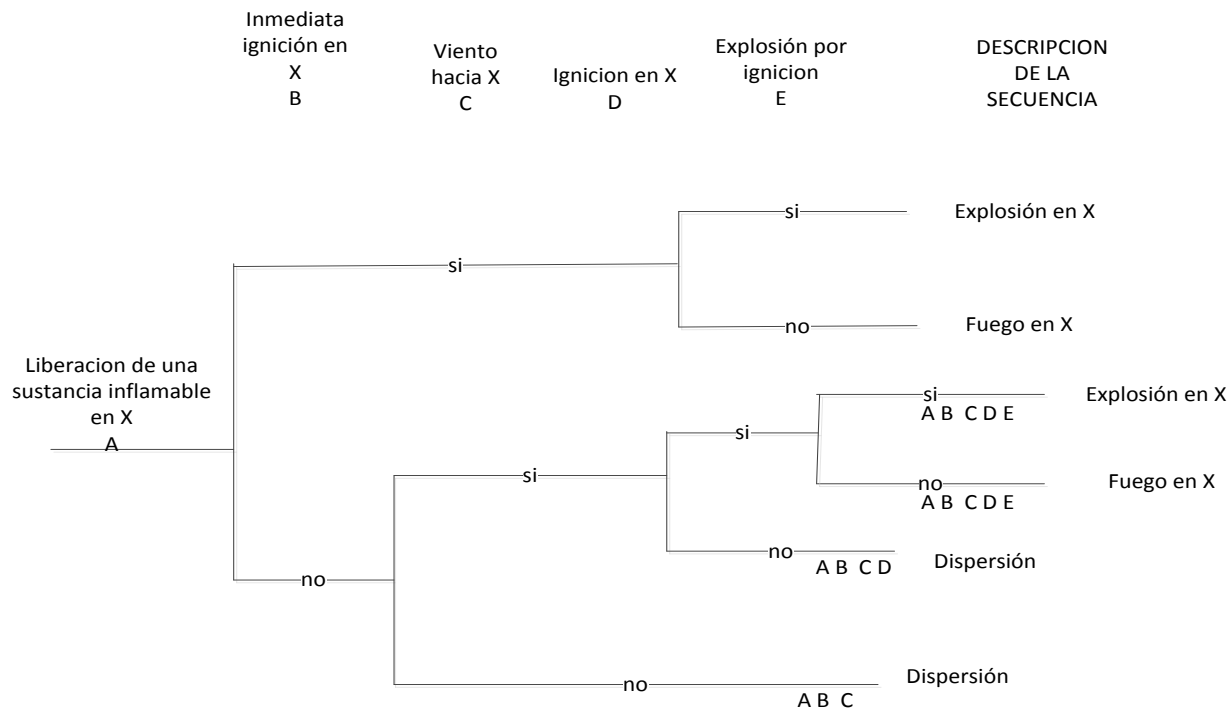 Inmediata
ignición en
X
B
Viento
hacia X
C
Ignicion en X
D
Explosión por
ignicion
E
DESCRIPCION
DE LA
SECUENCIA
si
Explosión en X
si
no
Fuego en X
Liberacion de una
sustancia inflamable
en X
A
si
A B C D E
Explosión en X
si
si
no
A B C D E
Fuego en X
no
A B C D
Dispersión
no
no
A B C
Dispersión